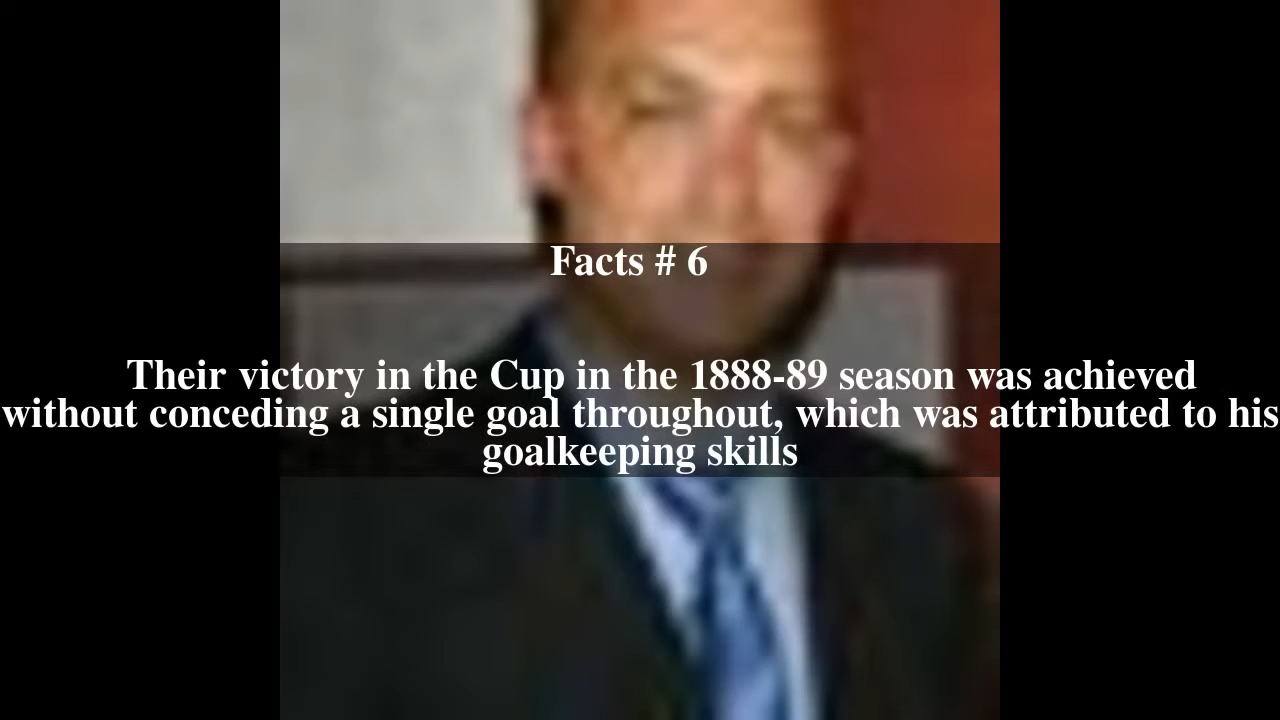 Facts # 6
Their victory in the Cup in the 1888-89 season was achieved
without conceding a single goal throughout, which was attributed to his
goalkeeping skills